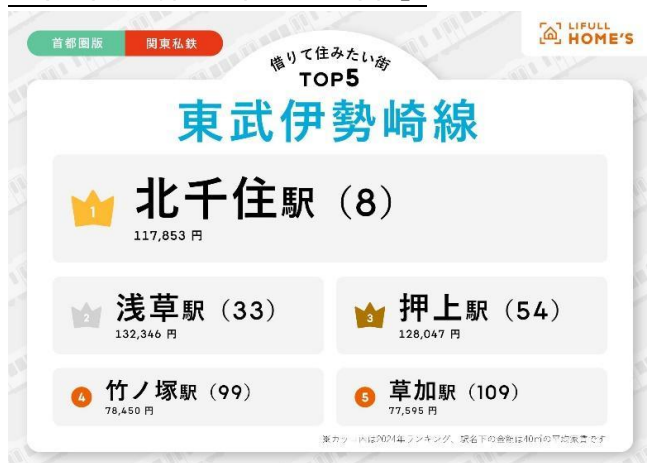 首都圏版
関東私鉄
LIFULL
HOME'S
借りて住みたい街
TOP5
東武伊勢崎線
1
北千住駅（8）
117,853 円
2
浅草駅（33）
132,346 円
3
押上駅（54）
128,047 円
4
竹ノ塚駅（99）
78,450 円
5
草加駅（109）
77,595 円
※カッコ内は2024年ランキング、駅名下の金額は40㎡の平均家賃です